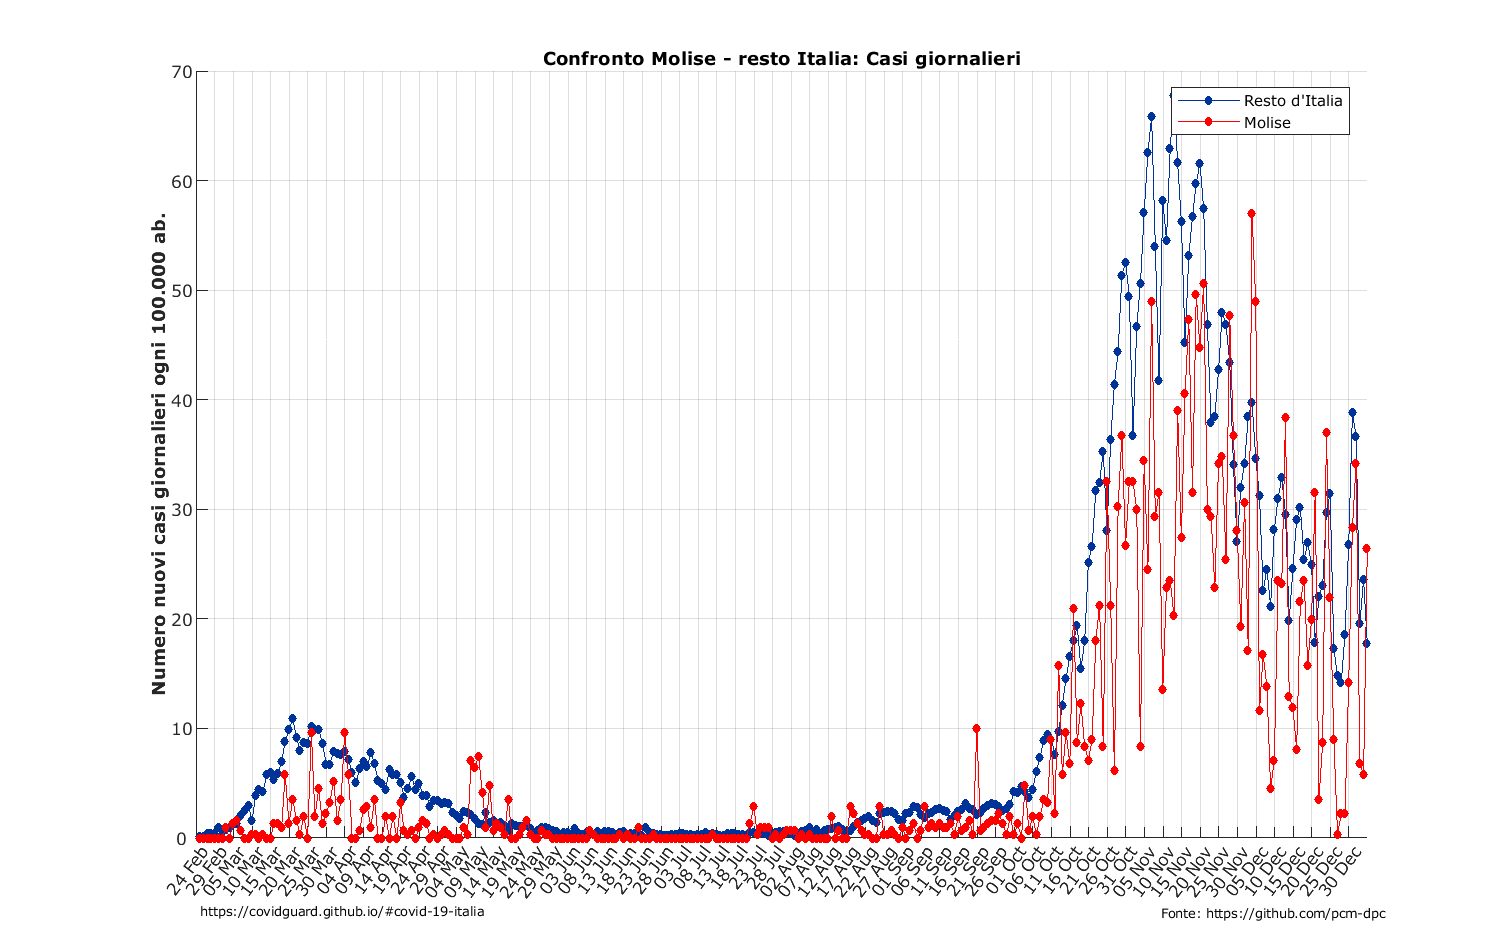 Confronto Molise - resto Italia: Casi giornalieri
Resto d'Italia
Molise
Numero nuovi casi giornalieri ogni 100.000 ab.
70
60
50
40
30
20
10
0
24 Feb
29 Feb
05 Mar
10 Mar
15 Mar
20 Mar
25 Mar
30 Mar
04 Apr
09 Apr
14 Apr
19 Apr
24 Apr
29 Apr
04 May
09 May
14 May
19 May
24 May
29 May
03 Jun
08 Jun
13 Jun
18 Jun
23 Jun
28 Jun
03 Jul
08 Jul
13 Jul
18 Jul
23 Jul
28 Jul
02 Aug
07 Aug
12 Aug
17 Aug
22 Aug
27 Aug
01 Sep
06 Sep
11 Sep
16 Sep
21 Sep
26 Sep
01 Oct
06 Oct
11 Oct
16 Oct
21 Oct
26 Oct
31 Oct
05 Nov
10 Nov
15 Nov
20 Nov
25 Nov
30 Nov
05 Dec
10 Dec
15 Dec
20 Dec
25 Dec
30 Dec
https://covidguard.github.io/#covid-19-italia
Fonte: https://github.com/pcm-dpc